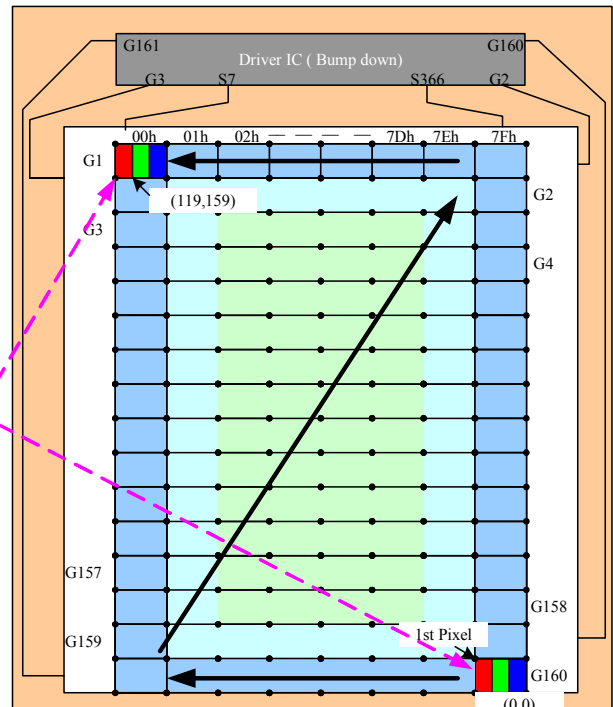 G161
G160
Driver IC ( Bump down)
G3
S7
S366
G2
00h
01h
02h
7Dh
7Eh
7Fh
G1
(119,159)
G2
G3
G4
G157
G158
1st Pixel
G159
G160
(0,0)